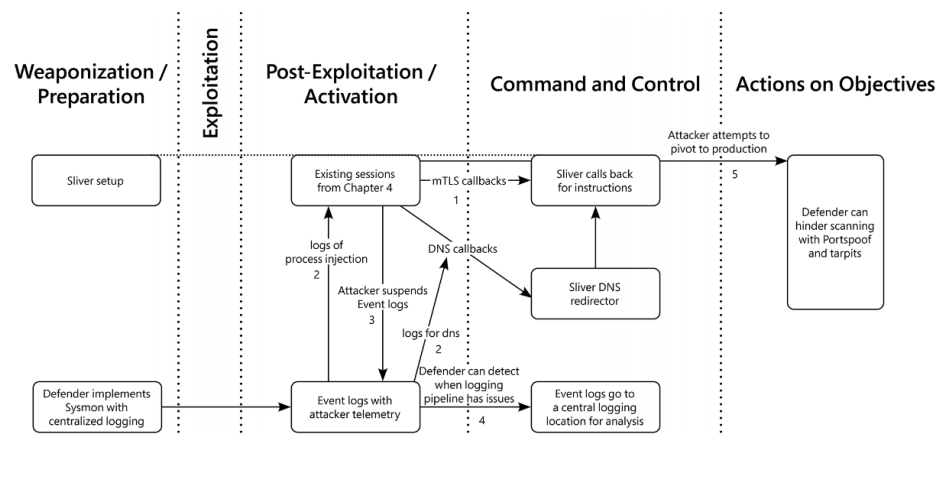 Weaponization /
Preparation
Exploitation
Post-Exploitation /
Activation
Command and Control
Actions on Objectives
Sliver setup
Existing sessions
from Chapter 4
mTLS callbacks
1
Sliver calls back
for instructions
Attacker attempts to
pivot to production
5
Defender can
hinder scanning
with Portspoof
and tarpits
logs of
process injection
2
Attacker suspends
Event logs
3
DNS callbacks
logs for dns
2
Sliver DNS
redirector
Defender implements
Sysmon with
centralized logging
Event logs with
attacker telemetry
Defender can detect
when logging
pipeline has issues
4
Event logs go to
a central logging
location for analysis